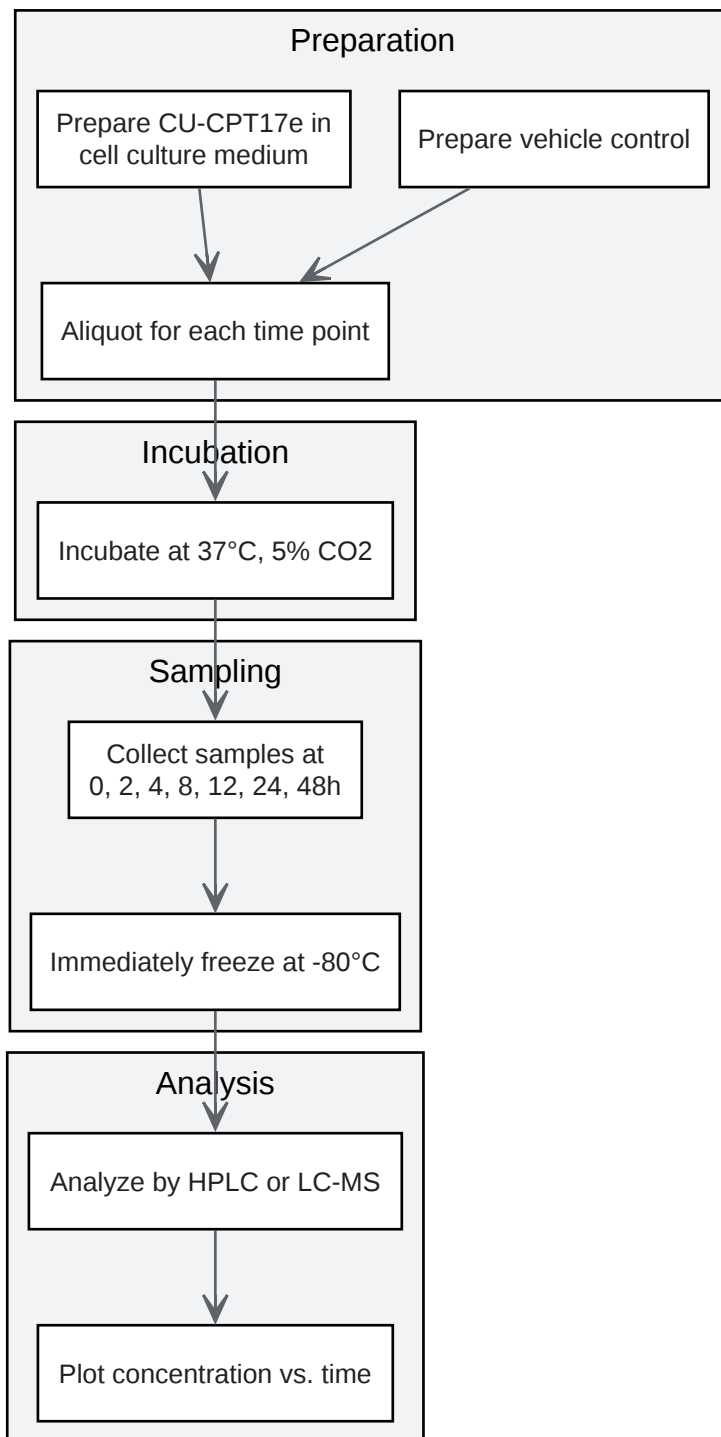 Preparation
Prepare CU-CPT17e in
cell culture medium
Prepare vehicle control
Aliquot for each time point
Incubation
Incubate at 37°C, 5% CO2
Sampling
Collect samples at
0, 2, 4, 8, 12, 24, 48h
Immediately freeze at -80°C
Analysis
Analyze by HPLC or LC-MS
Plot concentration vs. time